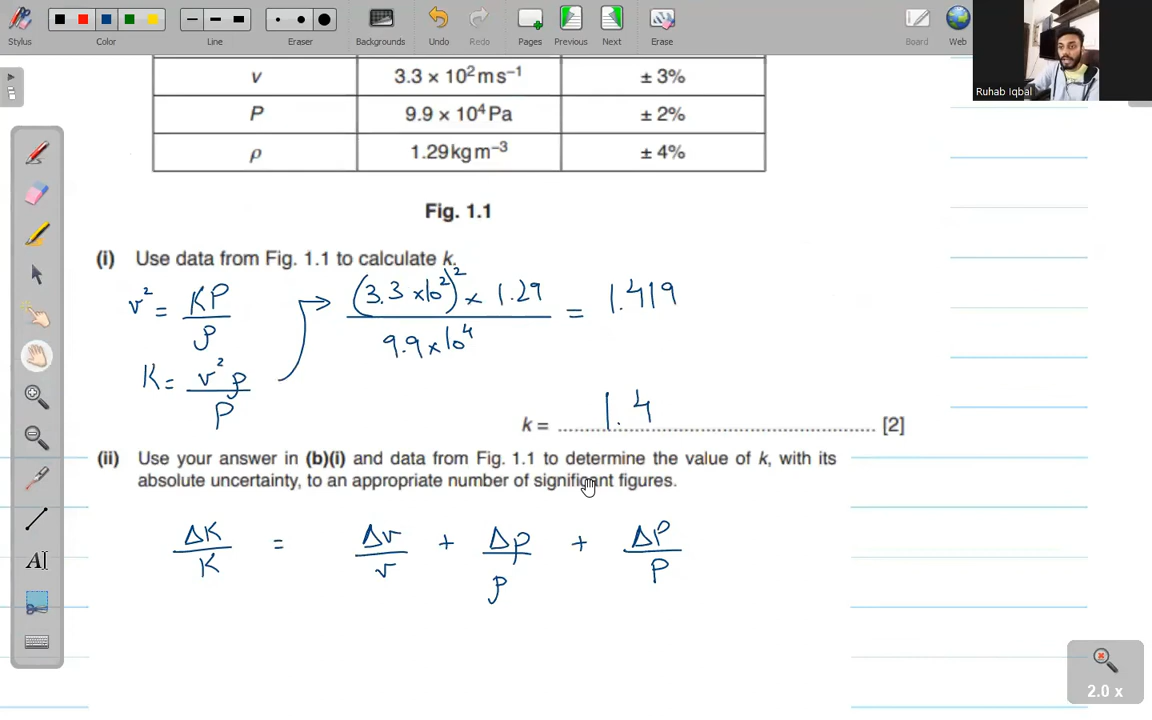 Stylus Color Line Eraser Backgrounds Undo Redo Pages Previous Next Erase Board Web
Ruhab Iqbal
v 3.3 × 10² m s⁻¹ ± 3%
P 9.9 × 10⁴ Pa ± 2%
ρ 1.29 kg m⁻³ ± 4%
Fig. 1.1
(i) Use data from Fig. 1.1 to calculate k.
v² = KP / ρ
K = v² ρ / P
(3.3 × 10²)² × 1.29 / 9.9 × 10⁴ = 1.419
k = 1.4 [2]
(ii) Use your answer in (b)(i) and data from Fig. 1.1 to determine the value of k, with its
absolute uncertainty, to an appropriate number of significant figures.
ΔK / K = Δv / v + Δρ / ρ + ΔP / P
AI
2.0 x